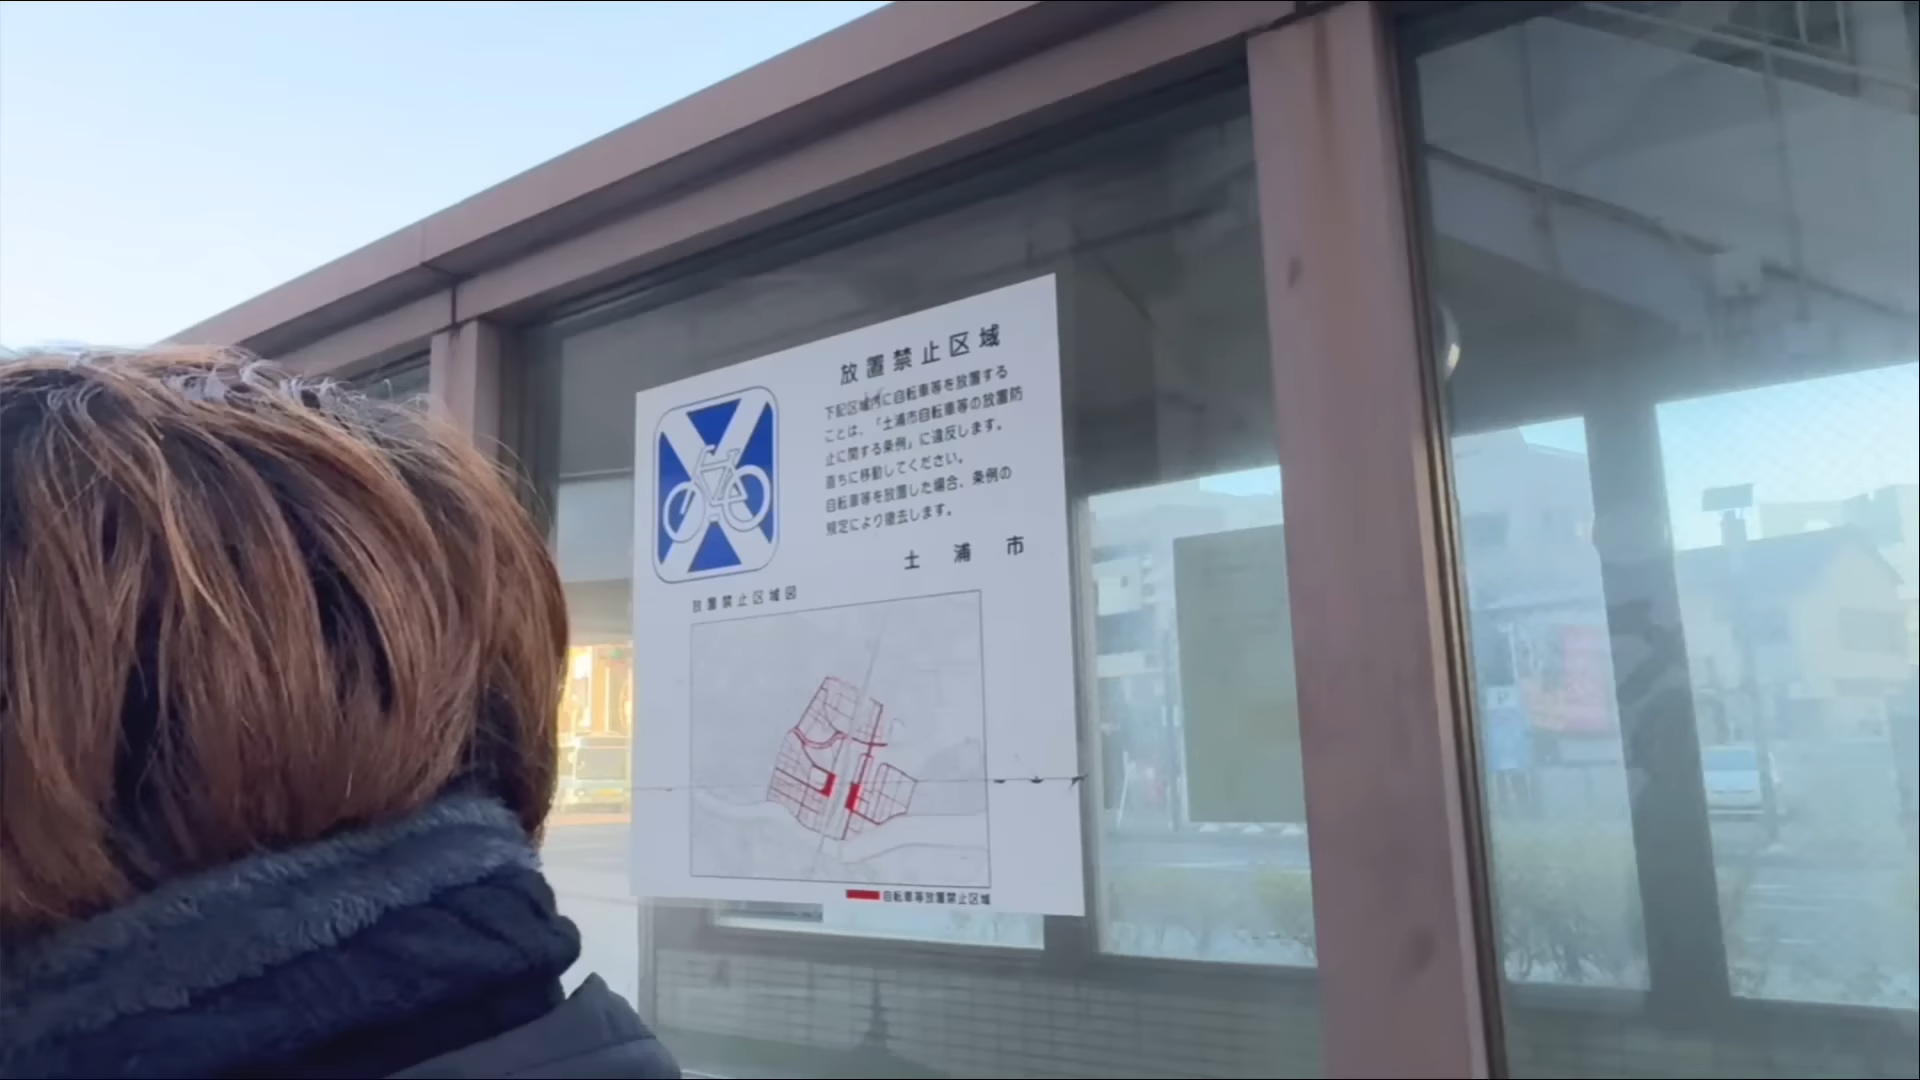 放置禁止区域
下記区域内に自転車等を放置する
ことは、「土浦市自転車等の放置防
止に関する条例」に違反します。
直ちに移動してください。
自転車等を放置した場合、条例の
規定により撤去します。
土浦市
放置禁止区域図
自転車等放置禁止区域